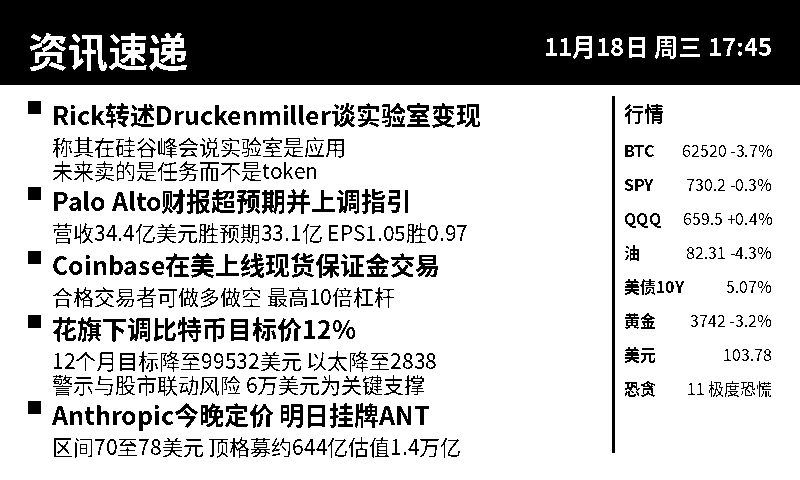 资讯速递
11月18日 周三 17:45
Rick转述Druckenmiller谈实验室变现
称其在硅谷峰会说实验室是应用
未来卖的是任务而不是token
Palo Alto财报超预期并上调指引
营收34.4亿美元胜预期33.1亿 EPS1.05胜0.97
Coinbase在美上线现货保证金交易
合格交易者可做多做空 最高10倍杠杆
花旗下调比特币目标价12%
12个月目标降至99532美元 以太降至2838
警示与股市联动风险 6万美元为关键支撑
Anthropic今晚定价 明日挂牌ANT
区间70至78美元 顶格募约644亿估值1.4万亿
行情
BTC 62520 -3.7%
SPY 730.2 -0.3%
QQQ 659.5 +0.4%
油 82.31 -4.3%
美债10Y 5.07%
黄金 3742 -3.2%
美元 103.78
恐贪 11 极度恐慌